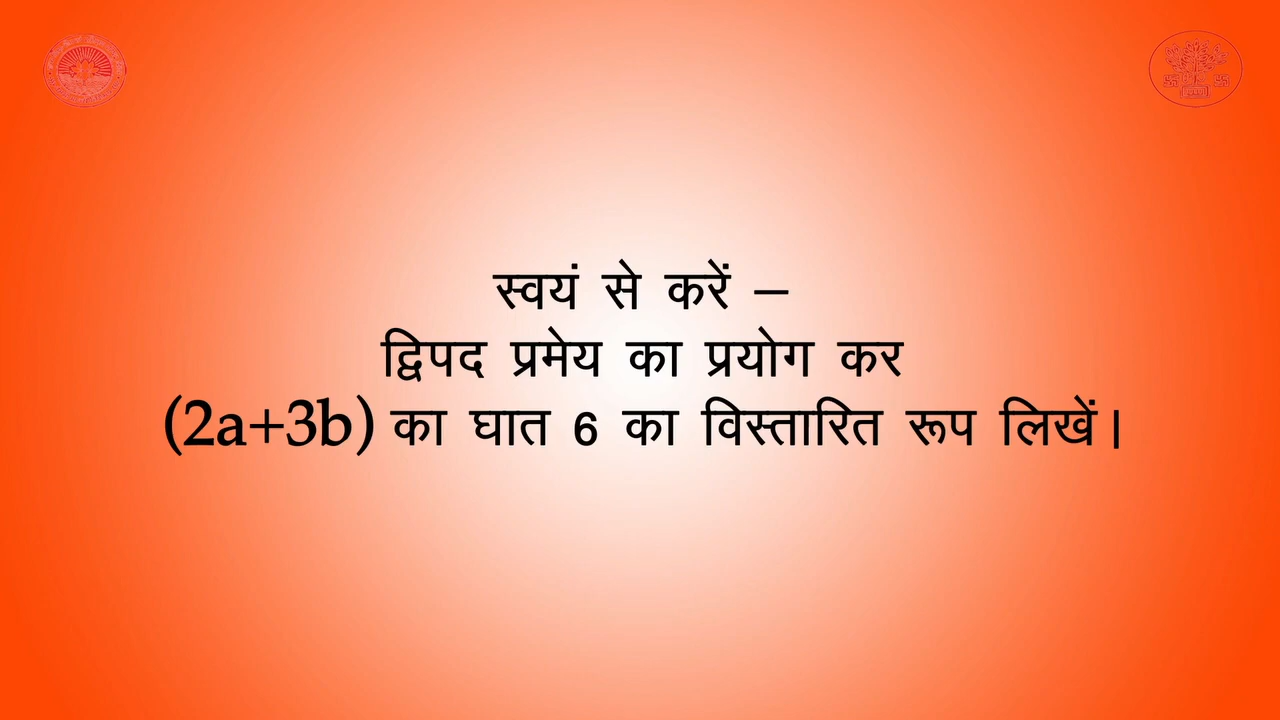 स्वयं से करें –
द्विपद प्रमेय का प्रयोग कर
(2a+3b) का घात 6 का विस्तारित रूप लिखें।